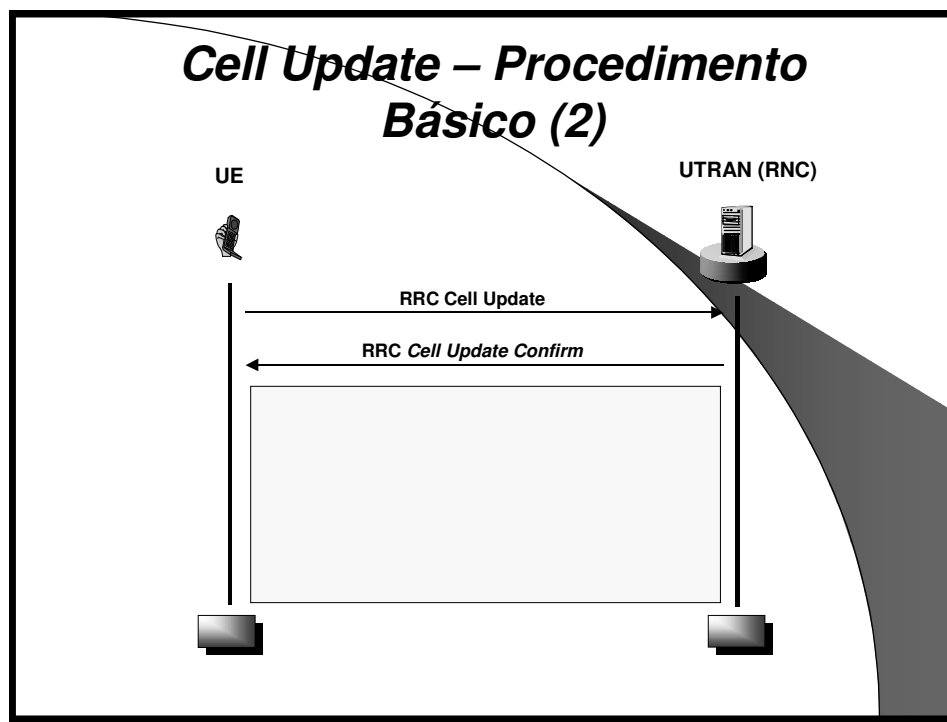 Cell Update – Procedimento
Básico (2)
UE
UTRAN (RNC)
RRC Cell Update
RRC Cell Update Confirm